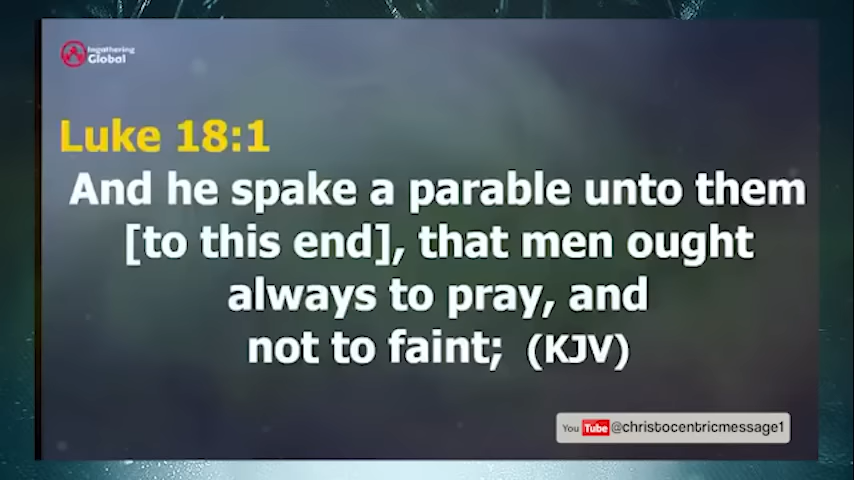 Ingathering
Global
Luke 18:1
And he spake a parable unto them
[to this end], that men ought
always to pray, and
not to faint; (KJV)
You Tube @christocentricmessage1